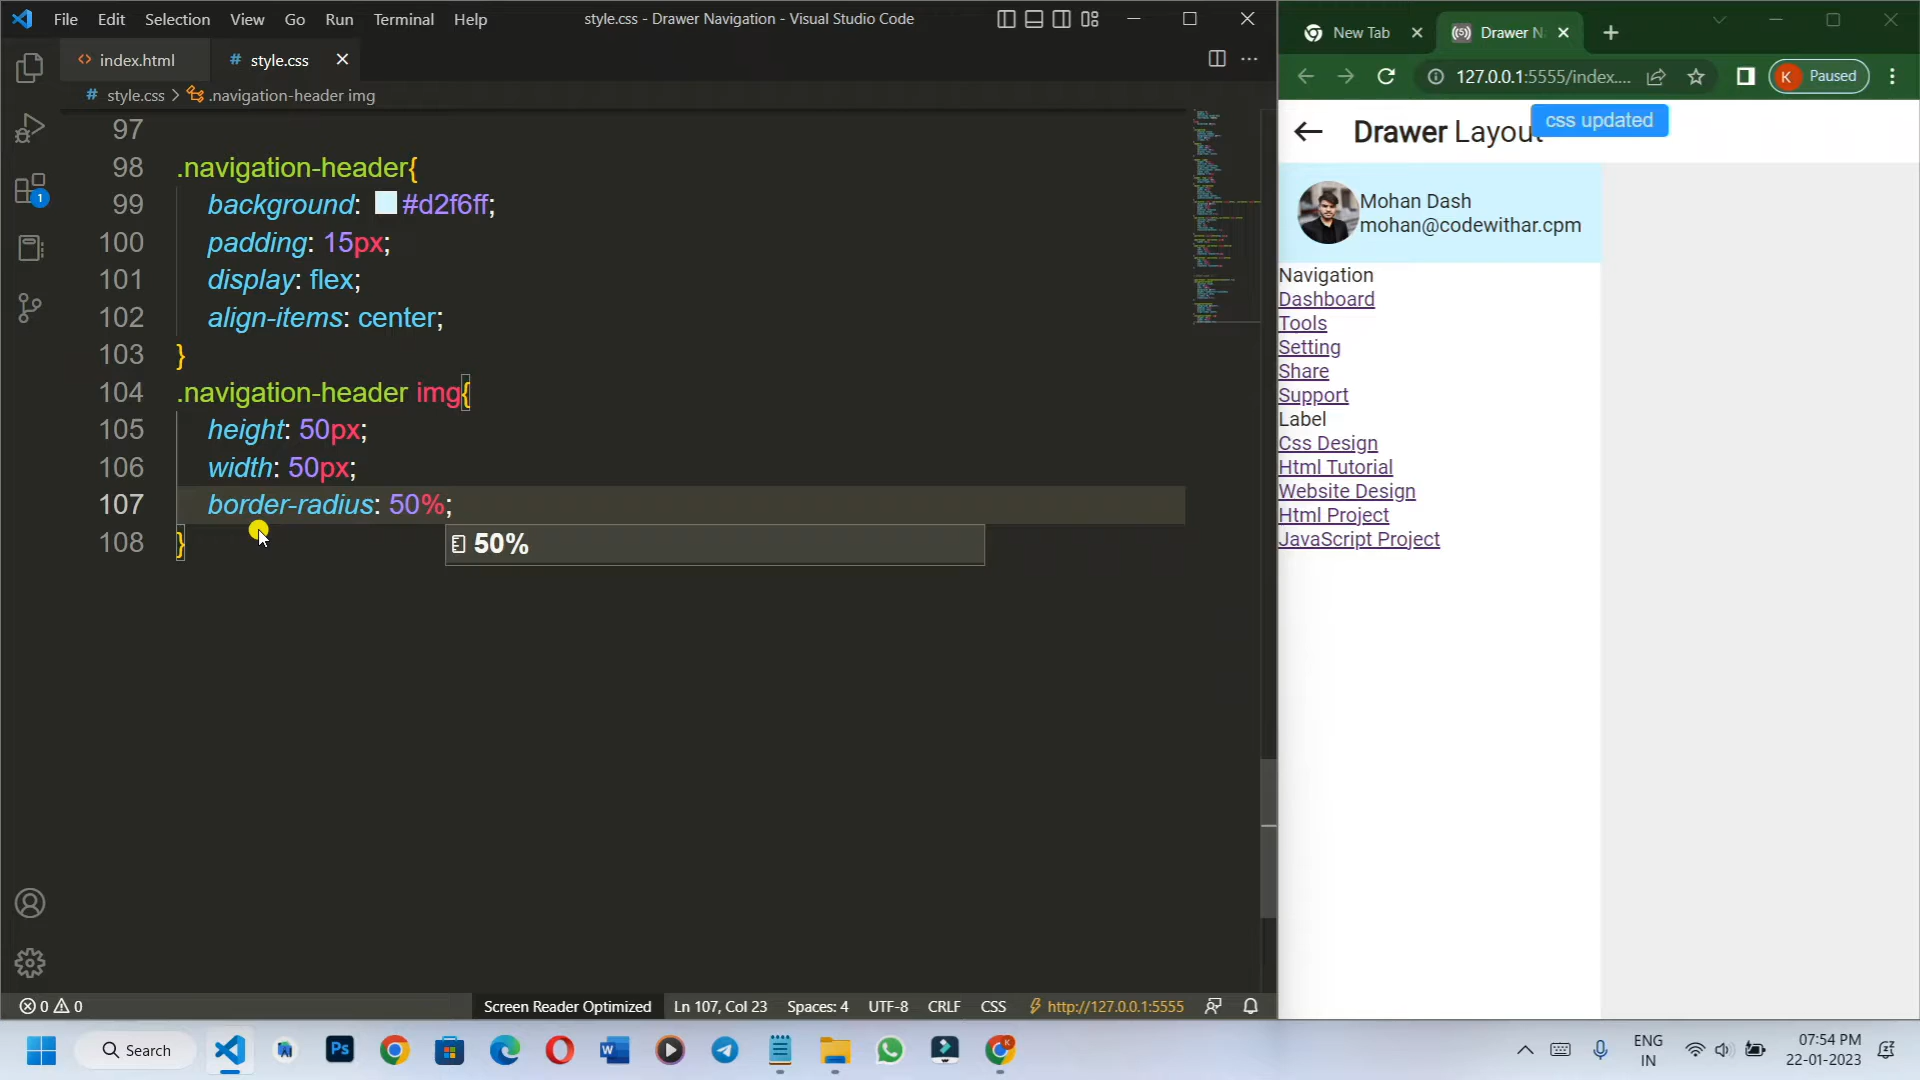 File Edit Selection View Go Run Terminal Help
style.css - Drawer Navigation - Visual Studio Code
index.html
# style.css
# style.css > .navigation-header img
97
98 .navigation-header{
99 background: #d2f6ff;
100 padding: 15px;
101 display: flex;
102 align-items: center;
103 }
104 .navigation-header img{
105 height: 50px;
106 width: 50px;
107 border-radius: 50%;
108 }
50%
1
0 0
Screen Reader Optimized
Ln 107, Col 23
Spaces: 4
UTF-8
CRLF
CSS
http://127.0.0.1:5555
New Tab
Drawer N
127.0.0.1:5555/index....
K Paused
Drawer Layout
css updated
Mohan Dash
mohan@codewithar.cpm
Navigation
Dashboard
Tools
Setting
Share
Support
Label
Css Design
Html Tutorial
Website Design
Html Project
JavaScript Project
Search
Ps
ENG
IN
07:54 PM
22-01-2023